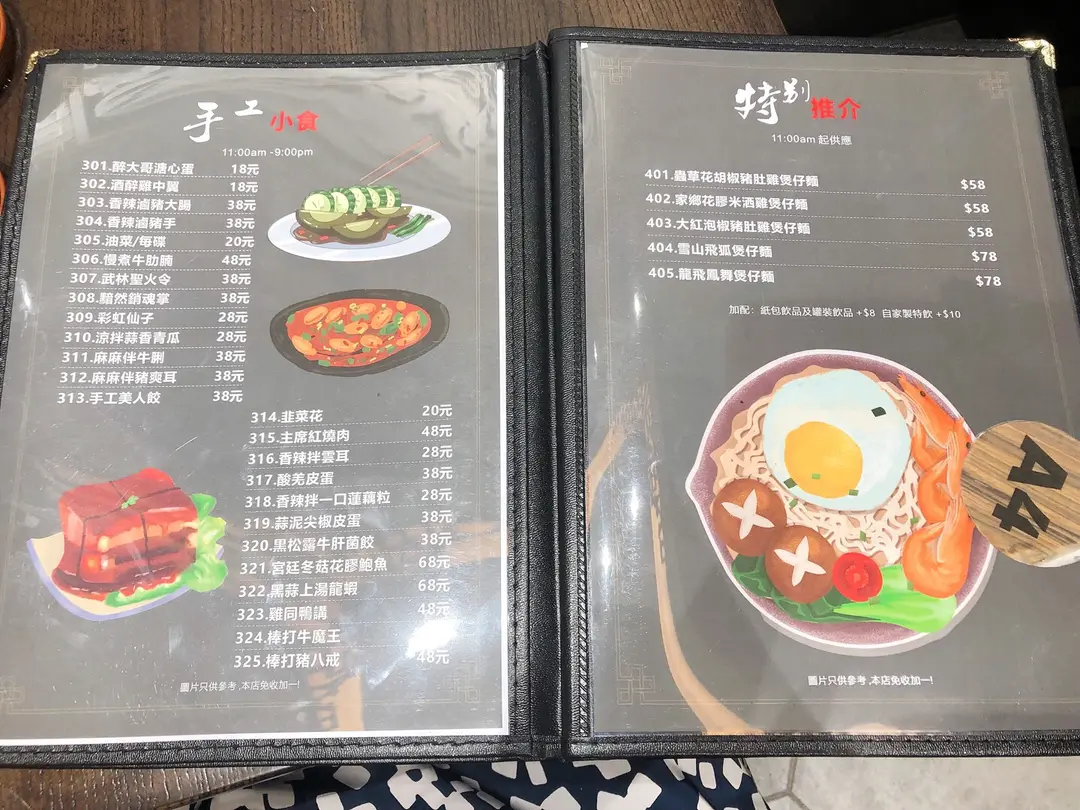 手工小食
11:00am -9:00pm
301.醉大哥溏心蛋 18元
302.酒醉雞中翼 18元
303.香辣滷豬大腸 38元
304.香辣滷豬手 38元
305.油菜/每碟 20元
306.慢煮牛肋腩 48元
307.武林聖火令 38元
308.黯然銷魂掌 38元
309.彩虹仙子 28元
310.涼拌蒜香青瓜 28元
311.麻麻伴牛𦟌 38元
312.麻麻伴豬爽耳 38元
313.手工美人餃 38元
314.韭菜花 20元
315.主席紅燒肉 48元
316.香辣拌雲耳 28元
317.酸羌皮蛋 38元
318.香辣拌一口蓮藕粒 28元
319.蒜泥尖椒皮蛋 38元
320.黑松露牛肝菌餃 38元
321.宮廷冬菇花膠鮑魚 68元
322.黑蒜上湯龍蝦 68元
323.雞同鴨講 48元
324.棒打牛魔王
325.棒打豬八戒 48元
圖片只供參考,本店免收加一!
特别推介
11:00am 起供應
401.蟲草花胡椒豬肚雞煲仔麵 $58
402.家鄉花膠米酒雞煲仔麵 $58
403.大紅泡椒豬肚雞煲仔麵 $58
404.雪山飛狐煲仔麵 $78
405.龍飛鳳舞煲仔麵 $78
加配：紙包飲品及罐裝飲品 +$8 自家製特飲 +$10
A4
圖片只供參考,本店免收加一!